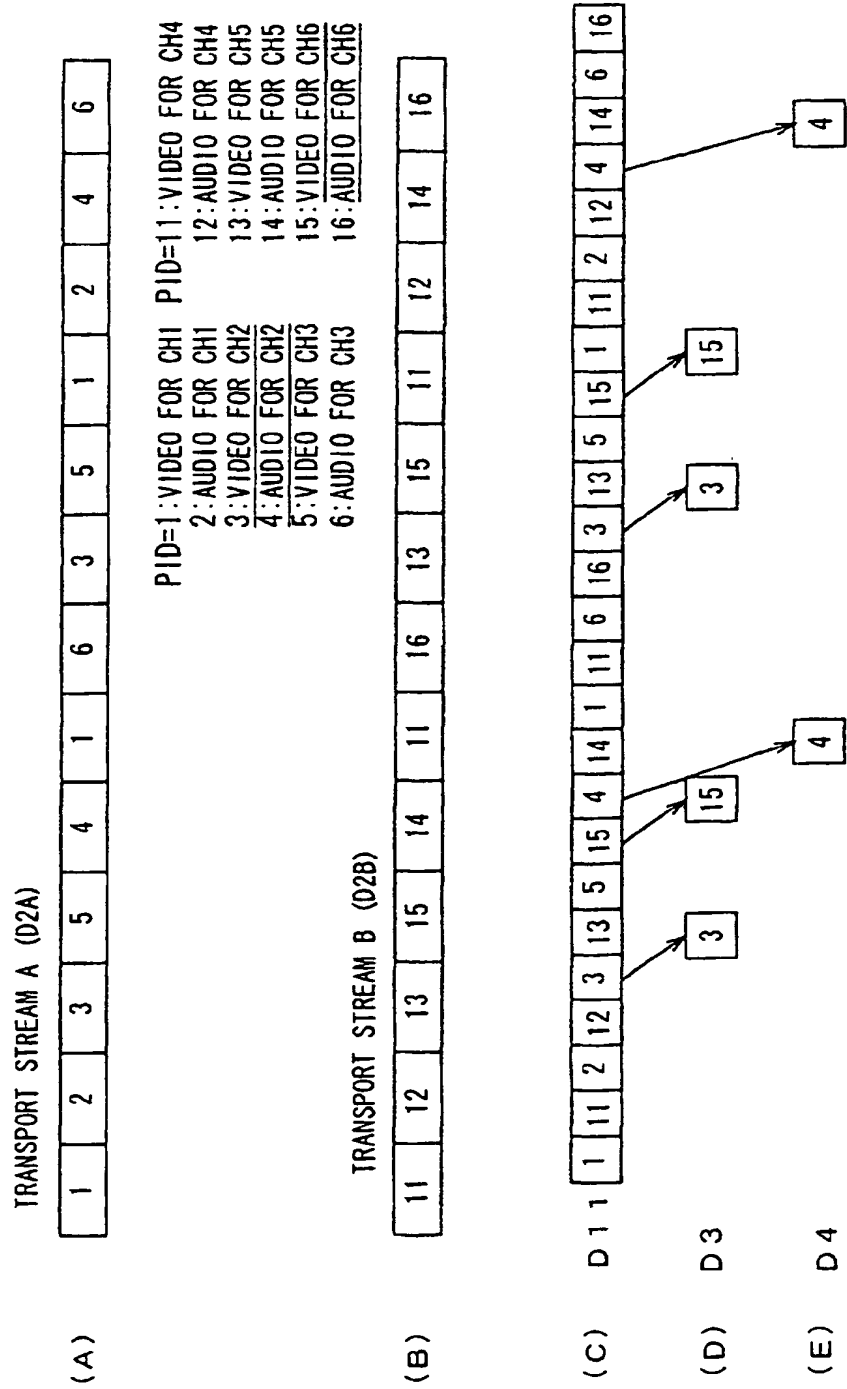 TRANSPORT STREAM A (D2A)
(A) 1 2 3 5 4 1 6 3 5 1 2 4 6
PID=1:VIDEO FOR CH1 PID=11:VIDEO FOR CH4
2:AUDIO FOR CH1 12:AUDIO FOR CH4
3:VIDEO FOR CH2 13:VIDEO FOR CH5
4:AUDIO FOR CH2 14:AUDIO FOR CH5
5:VIDEO FOR CH3 15:VIDEO FOR CH6
6:AUDIO FOR CH3 16:AUDIO FOR CH6
TRANSPORT STREAM B (D2B)
(B) 11 12 13 15 14 11 16 13 15 11 12 14 16
(C) D11 1 11 2 12 3 13 5 15 4 14 1 11 6 16 3 13 5 15 1 11 2 12 4 14 6 16
(D) D3 3 15 3 15
(E) D4 4 4